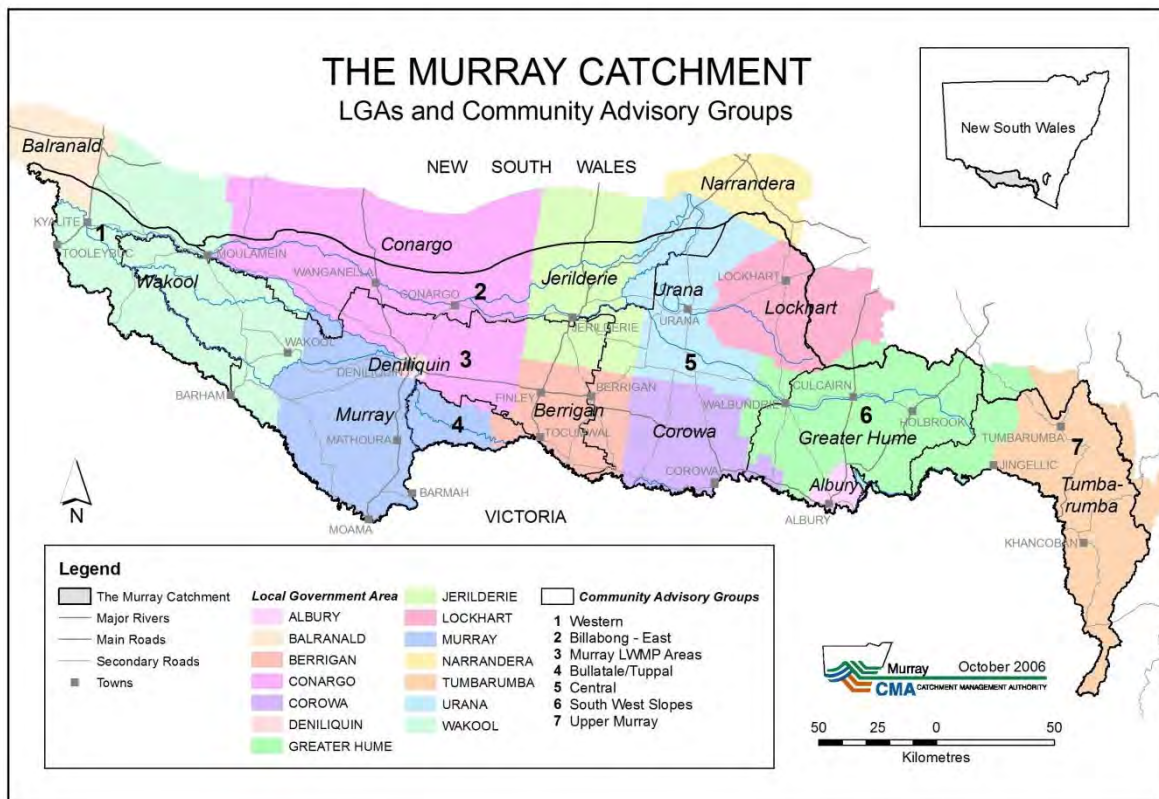 THE MURRAY CATCHMENT
LGAs and Community Advisory Groups
New South Wales
Balranald
NEW SOUTH WALES
Narrandera
KYALITE
1
TOOLEYBUC
MOULAMEIN
Conargo
Wakool
WANGANELLA
CONARGO
2
Jerilderie
JERILDERIE
Urana
URANA
LOCKHART
Lockhart
WAKOOL
Deniliquin
DENILIQUIN
3
5
BARHAM
FINLEY
BERRIGAN
Berrigan
WALBUNDRIE
CULCAIRN
6
HOLBROOK
Greater Hume
Murray
4
MATHOURA
TOCUMWAL
Corowa
COROWA
TUMBARUMBA
7
JINGELLIC
Tumba-
rumba
Albury
ALBURY
BARMAH
MOAMA
VICTORIA
KHANCOBAN
N
Legend
The Murray Catchment
Major Rivers
Main Roads
Secondary Roads
Towns
Local Government Area
ALBURY
BALRANALD
BERRIGAN
CONARGO
COROWA
DENILIQUIN
GREATER HUME
JERILDERIE
LOCKHART
MURRAY
NARRANDERA
TUMBARUMBA
URANA
WAKOOL
Community Advisory Groups
1 Western
2 Billabong - East
3 Murray LWMP Areas
4 Bullatale/Tuppal
5 Central
6 South West Slopes
7 Upper Murray
Murray
CMA CATCHMENT MANAGEMENT AUTHORITY
October 2006
50 25 0 50
Kilometres